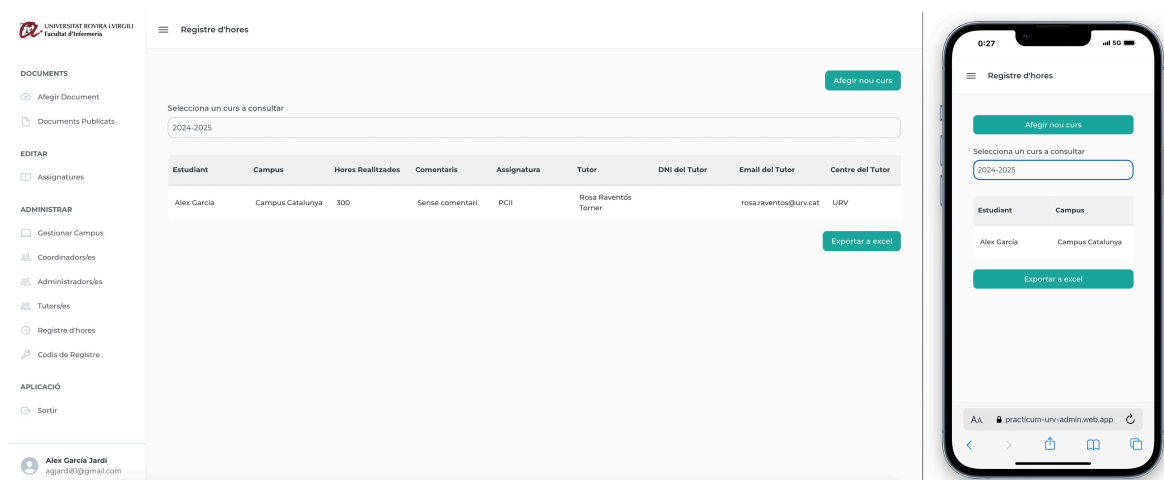 UNIVERSITAT ROVIRA i VIRGILI
Facultat d'Infermeria
Registre d'hores
DOCUMENTS
Afegir Document
Documents Publicats
EDITAR
Assignatures
ADMINISTRAR
Gestionar Campus
Coordinadors/es
Administradors/es
Tutors/es
Registre d'hores
Codis de Registre
APLICACIÓ
Sortir
Alex García Jardí
agjardi81@gmail.com
Afegir nou curs
Selecciona un curs a consultar
2024-2025
Estudiant Campus Hores Realitzades Comentaris Assignatura Tutor DNI del Tutor Email del Tutor Centre del Tutor
Alex García Campus Catalunya 300 Sense comentari PCII Rosa Raventós Torner rosa.raventos@urv.cat URV
Exportar a excel
0:27 5G
Registre d'hores
Afegir nou curs
Selecciona un curs a consultar
2024-2025
Estudiant Campus
Alex García Campus Catalunya
Exportar a excel
AA practicum-urv-admin.web.app